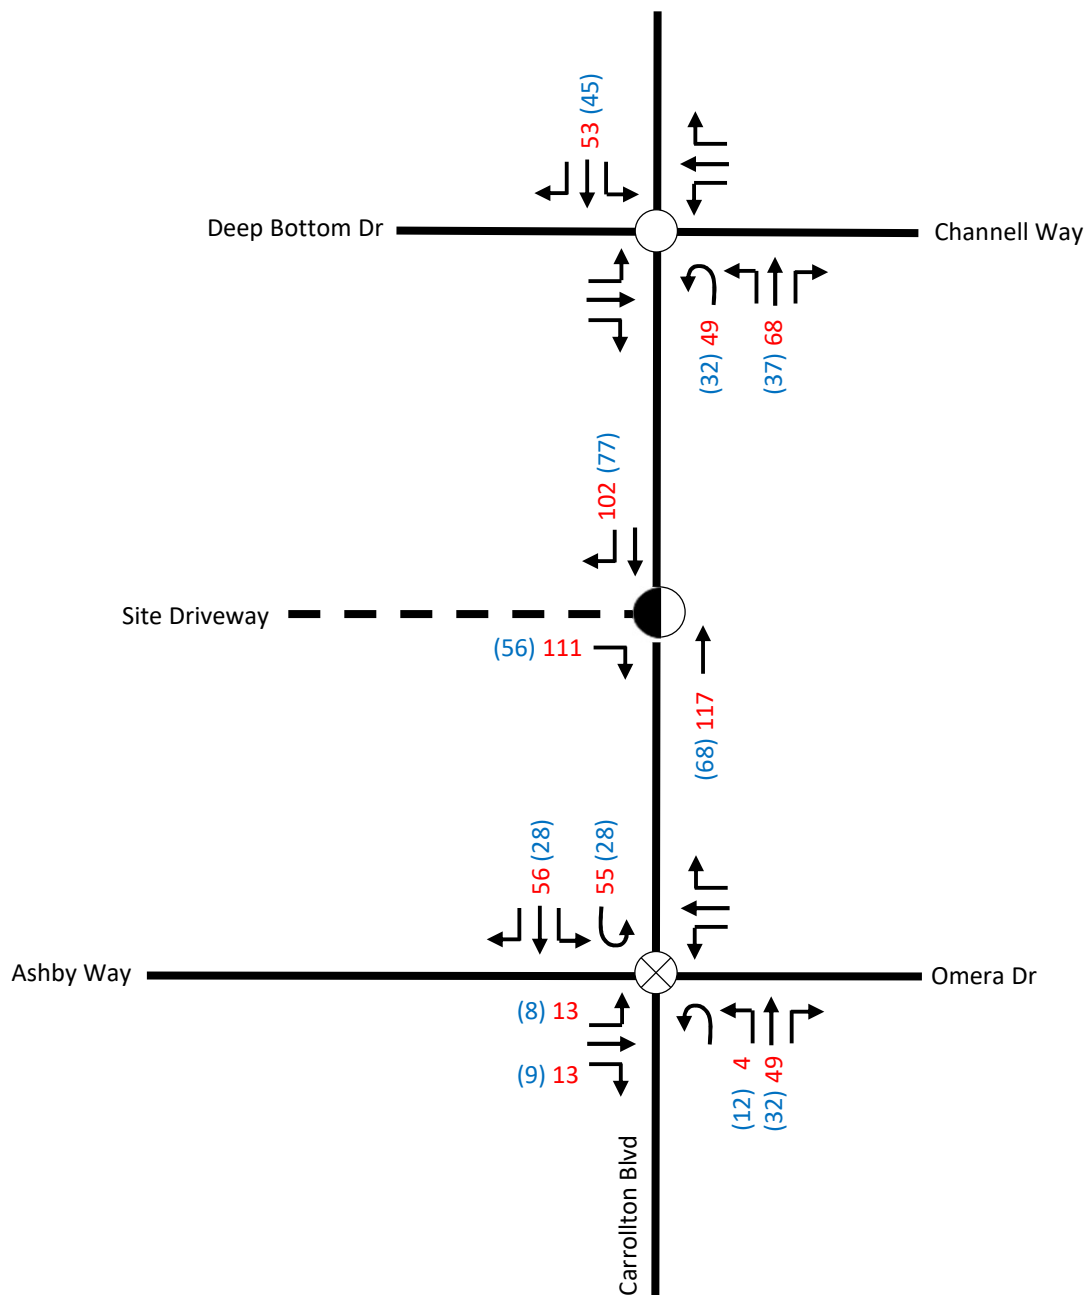 53 (45)
Deep Bottom Dr
Channell Way
(32) 49
(37) 68
102 (77)
Site Driveway
(56) 111
(68) 117
56 (28)
55 (28)
Ashby Way
Omera Dr
(8) 13
(9) 13
(12) 4
(32) 49
Carrollton Blvd